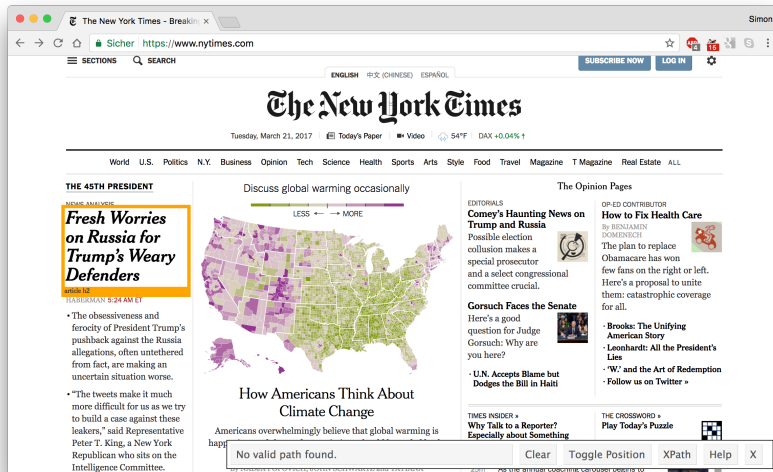 The New York Times - Breaking
Simon
Sicher https://www.nytimes.com
4
15
SECTIONS SEARCH
SUBSCRIBE NOW LOG IN
ENGLISH 中文 (CHINESE) ESPAÑOL
The New York Times
Tuesday, March 21, 2017 Today's Paper Video 54°F DAX +0.04% ↑
World U.S. Politics N.Y. Business Opinion Tech Science Health Sports Arts Style Food Travel Magazine T Magazine Real Estate ALL
THE 45TH PRESIDENT
NEWS ANALYSIS
Fresh Worries
on Russia for
Trump's Weary
Defenders
article h2
HABERMAN 5:24 AM ET
• The obsessiveness and
ferocity of President Trump's
pushback against the Russia
allegations, often untethered
from fact, are making an
uncertain situation worse.
• "The tweets make it much
more difficult for us as we try
to build a case against these
leakers," said Representative
Peter T. King, a New York
Republican who sits on the
Intelligence Committee.
Discuss global warming occasionally
LESS ← → MORE
How Americans Think About
Climate Change
Americans overwhelmingly believe that global warming is
The Opinion Pages
EDITORIALS
Comey's Haunting News on
Trump and Russia
Possible election
collusion makes a
special prosecutor
and a select congressional
committee crucial.
Gorsuch Faces the Senate
Here's a good
question for Judge
Gorsuch: Why are
you here?
· U.N. Accepts Blame but
Dodges the Bill in Haiti
OP-ED CONTRIBUTOR
How to Fix Health Care
By BENJAMIN
DOMENECH
The plan to replace
Obamacare has won
few fans on the right or left.
Here's a proposal to unite
them: catastrophic coverage
for all.
· Brooks: The Unifying
American Story
· Leonhardt: All the President's
Lies
· 'W.' and the Art of Redemption
· Follow us on Twitter »
TIMES INSIDER »
Why Talk to a Reporter?
Especially about Something
THE CROSSWORD »
Play Today's Puzzle
No valid path found. Clear Toggle Position XPath Help X